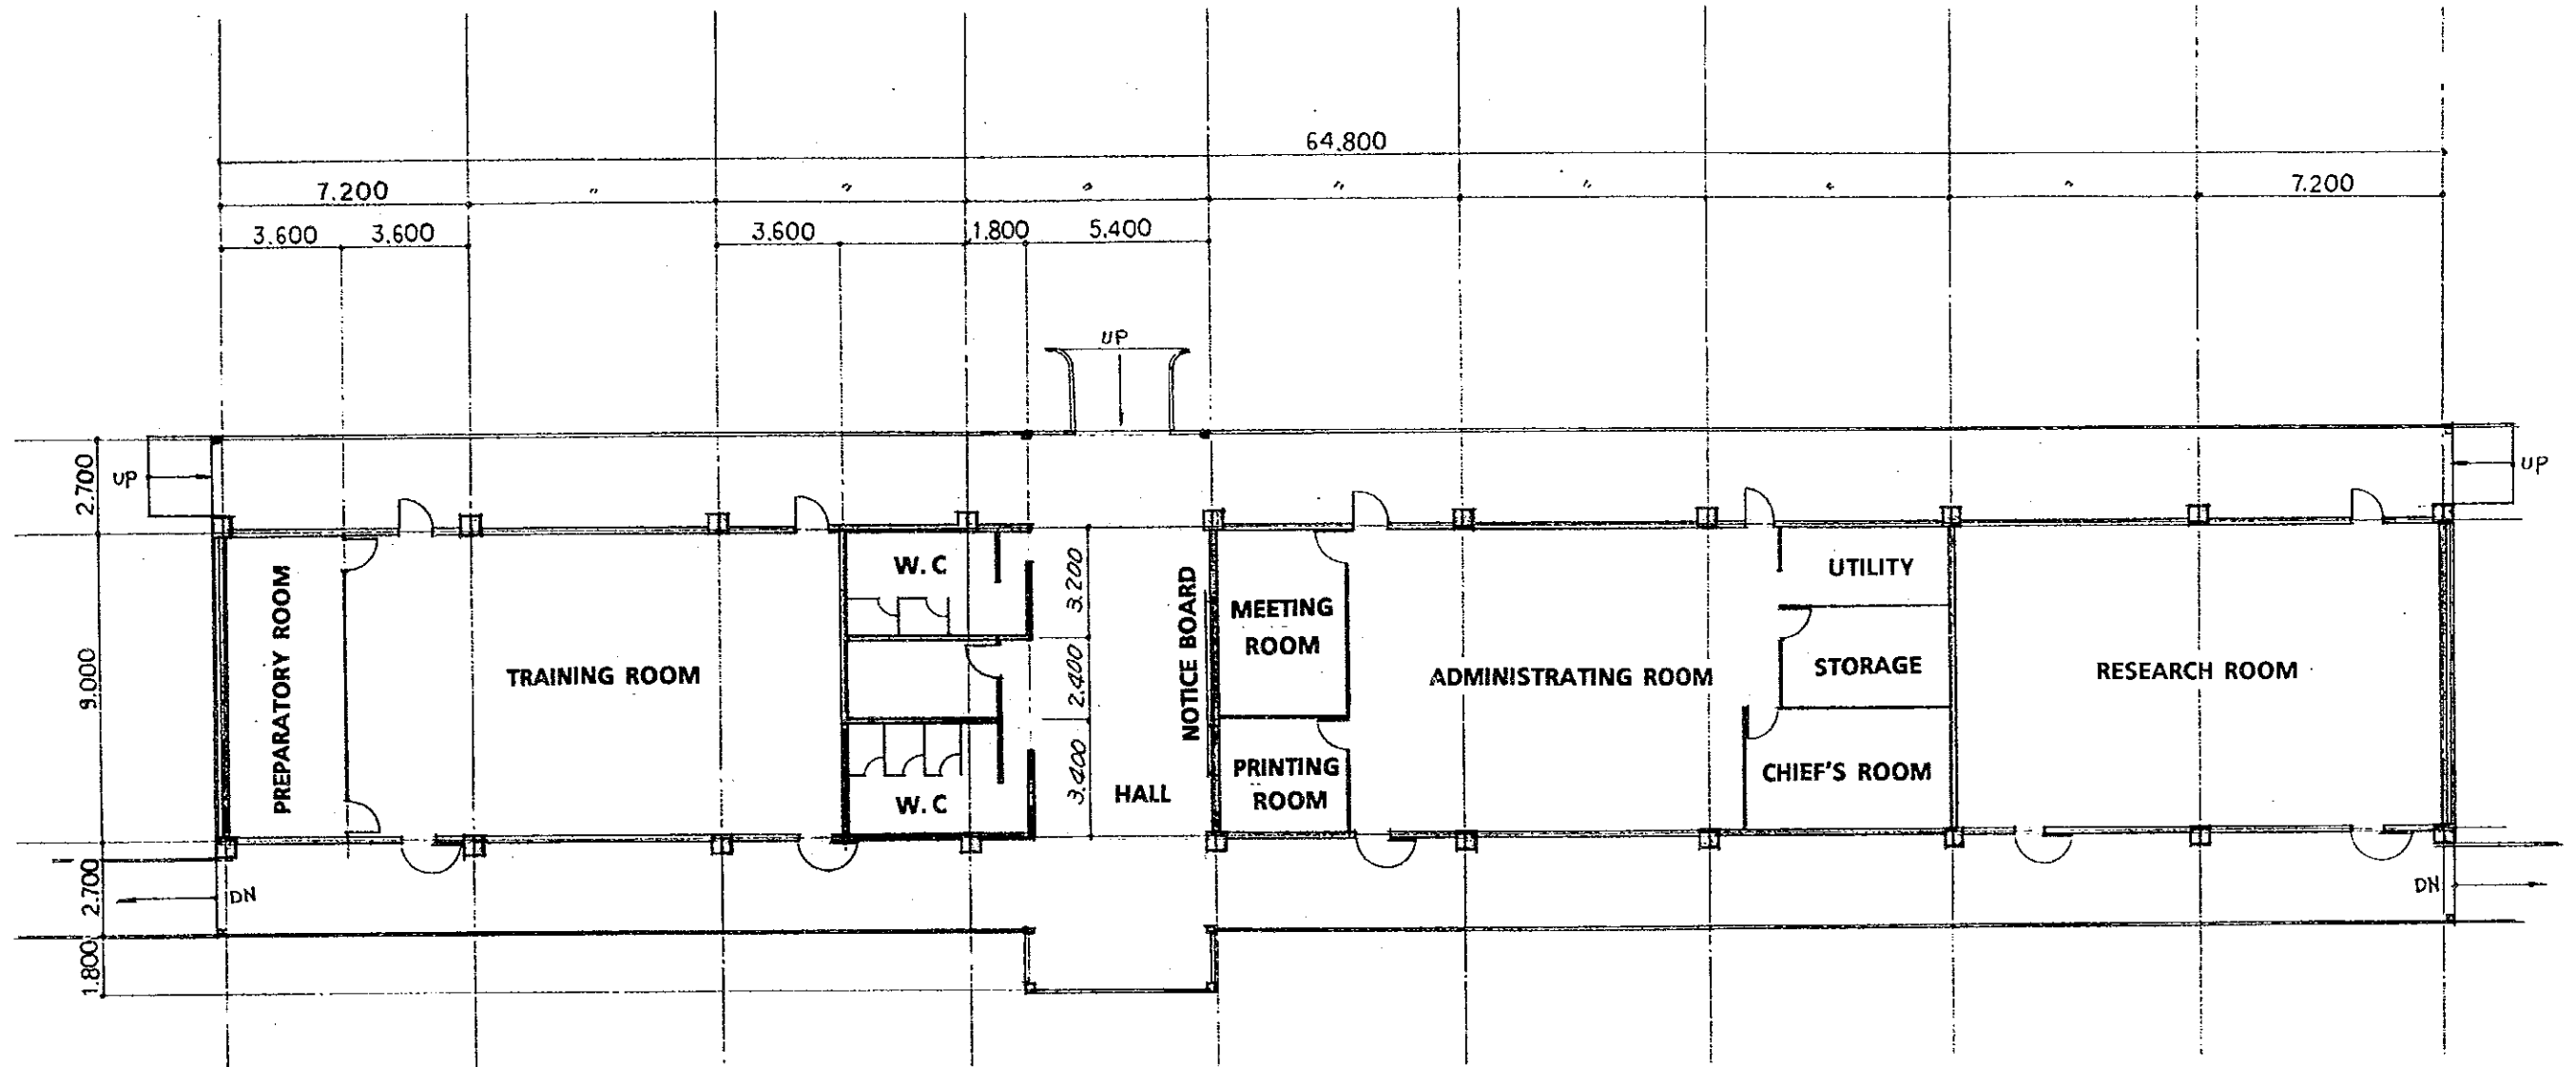 64.800
7.200 " " " " " " " 7.200
3.600 3.600 3.600 1.800 5.400
UP
2.700
UP
UP
9.000
PREPARATORY ROOM
TRAINING ROOM
W.C
W.C
3.200
2.400
3.400
HALL
NOTICE BOARD
MEETING
ROOM
PRINTING
ROOM
ADMINISTRATING ROOM
UTILITY
STORAGE
CHIEF'S ROOM
RESEARCH ROOM
2.700
DN
DN
1.800